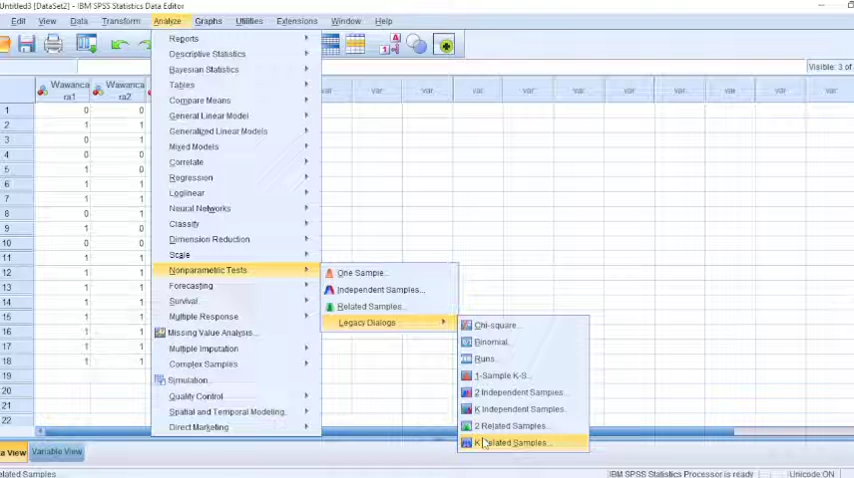 Untitled3 [DataSet2] - IBM SPSS Statistics Data Editor
Edit View Data Transform Analyze Graphs Utilities Extensions Window Help
Visible: 3 of
Wawanca
ra1
Wawanca
ra2
var
var
var
var
var
var
var
var
var
var
var
1 0 0
2 1 1
3 0 1
4 0 0
5 1 0
6 1 1
7 1 1
8 0 1
9 1 0
10 0 0
11 1 1
12 1 1
13 1 1
14 1 1
15 1 1
16 1 1
17 1 1
18 1 1
19
20
21
22
Reports
Descriptive Statistics
Bayesian Statistics
Tables
Compare Means
General Linear Model
Generalized Linear Models
Mixed Models
Correlate
Regression
Loglinear
Neural Networks
Classify
Dimension Reduction
Scale
Nonparametric Tests
Forecasting
Survival
Multiple Response
Missing Value Analysis...
Multiple Imputation
Complex Samples
Simulation...
Quality Control
Spatial and Temporal Modeling...
Direct Marketing
One Sample...
Independent Samples...
Related Samples...
Legacy Dialogs
Chi-square...
Binomial...
Runs...
1-Sample K-S...
2 Independent Samples...
K Independent Samples...
2 Related Samples...
K Related Samples...
a View Variable View
elated Samples...
IBM SPSS Statistics Processor is ready
Unicode:ON